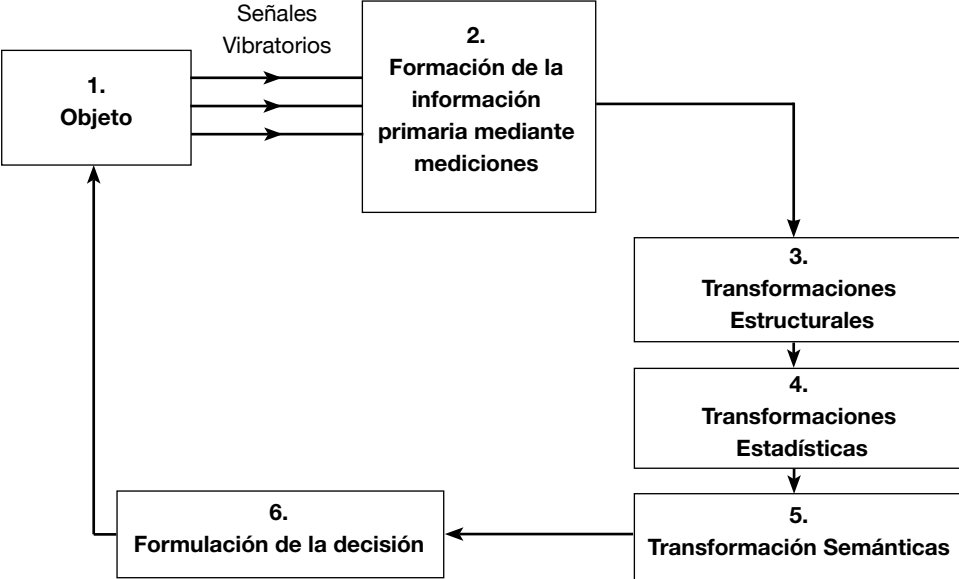 Señales
Vibratorios
1.
Objeto
2.
Formación de la
información
primaria mediante
mediciones
3.
Transformaciones
Estructurales
4.
Transformaciones
Estadísticas
5.
Transformación Semánticas
6.
Formulación de la decisión